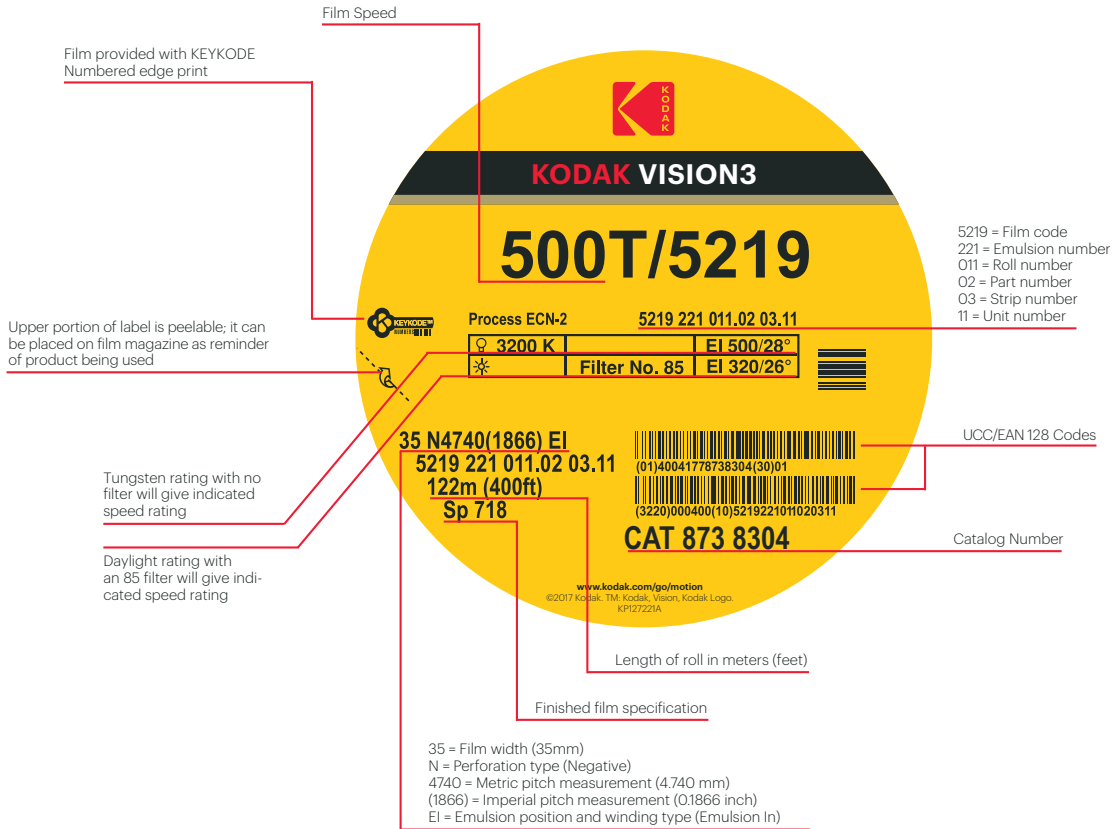 Film Speed
Film provided with KEYKODE
Numbered edge print
KODAK
KODAK VISION3
500T/5219
5219 = Film code
221 = Emulsion number
011 = Roll number
02 = Part number
03 = Strip number
11 = Unit number
KEYKODE™
NUMBERS
Process ECN-2
5219 221 011.02 03.11
Upper portion of label is peelable; it can
be placed on film magazine as reminder
of product being used
3200 K EI 500/28°
Filter No. 85 EI 320/26°
35 N4740(1866) EI
5219 221 011.02 03.11
122m (400ft)
Sp 718
UCC/EAN 128 Codes
(01)40041778738304(30)01
(3220)000400(10)5219221011020311
CAT 873 8304
Catalog Number
Tungsten rating with no
filter will give indicated
speed rating
Daylight rating with
an 85 filter will give indi-
cated speed rating
www.kodak.com/go/motion
©2017 Kodak. TM: Kodak, Vision, Kodak Logo.
KP127221A
Length of roll in meters (feet)
Finished film specification
35 = Film width (35mm)
N = Perforation type (Negative)
4740 = Metric pitch measurement (4.740 mm)
(1866) = Imperial pitch measurement (0.1866 inch)
EI = Emulsion position and winding type (Emulsion In)